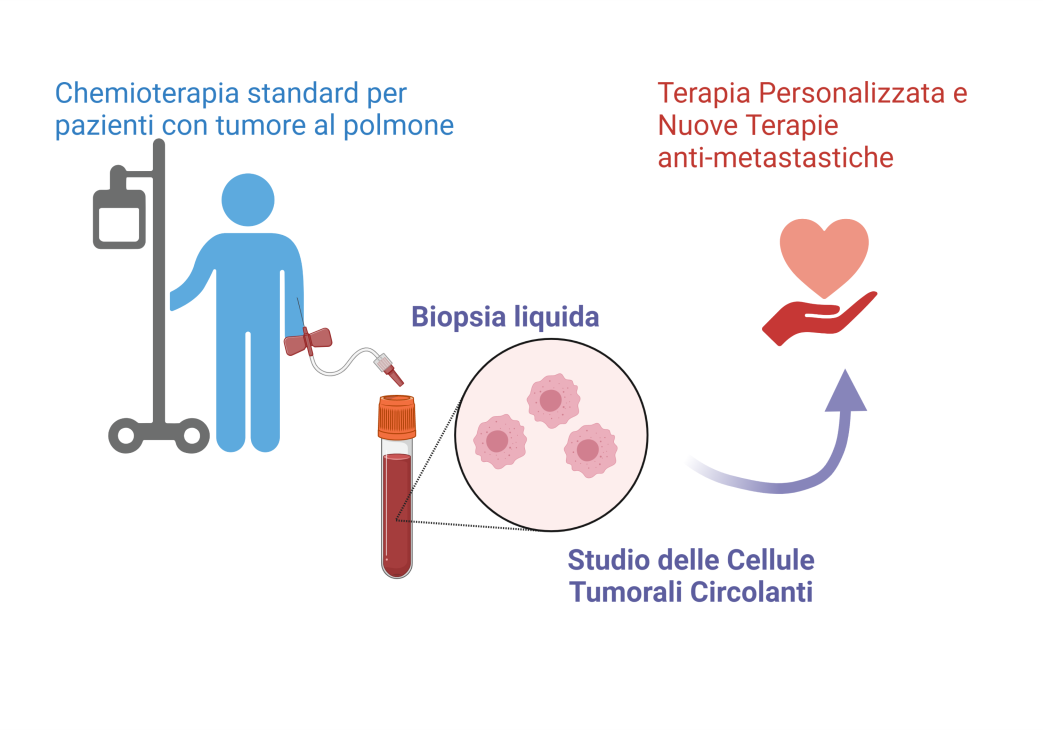 Chemioterapia standard per
pazienti con tumore al polmone
Terapia Personalizzata e
Nuove Terapie
anti-metastastiche
Biopsia liquida
Studio delle Cellule
Tumorali Circolanti